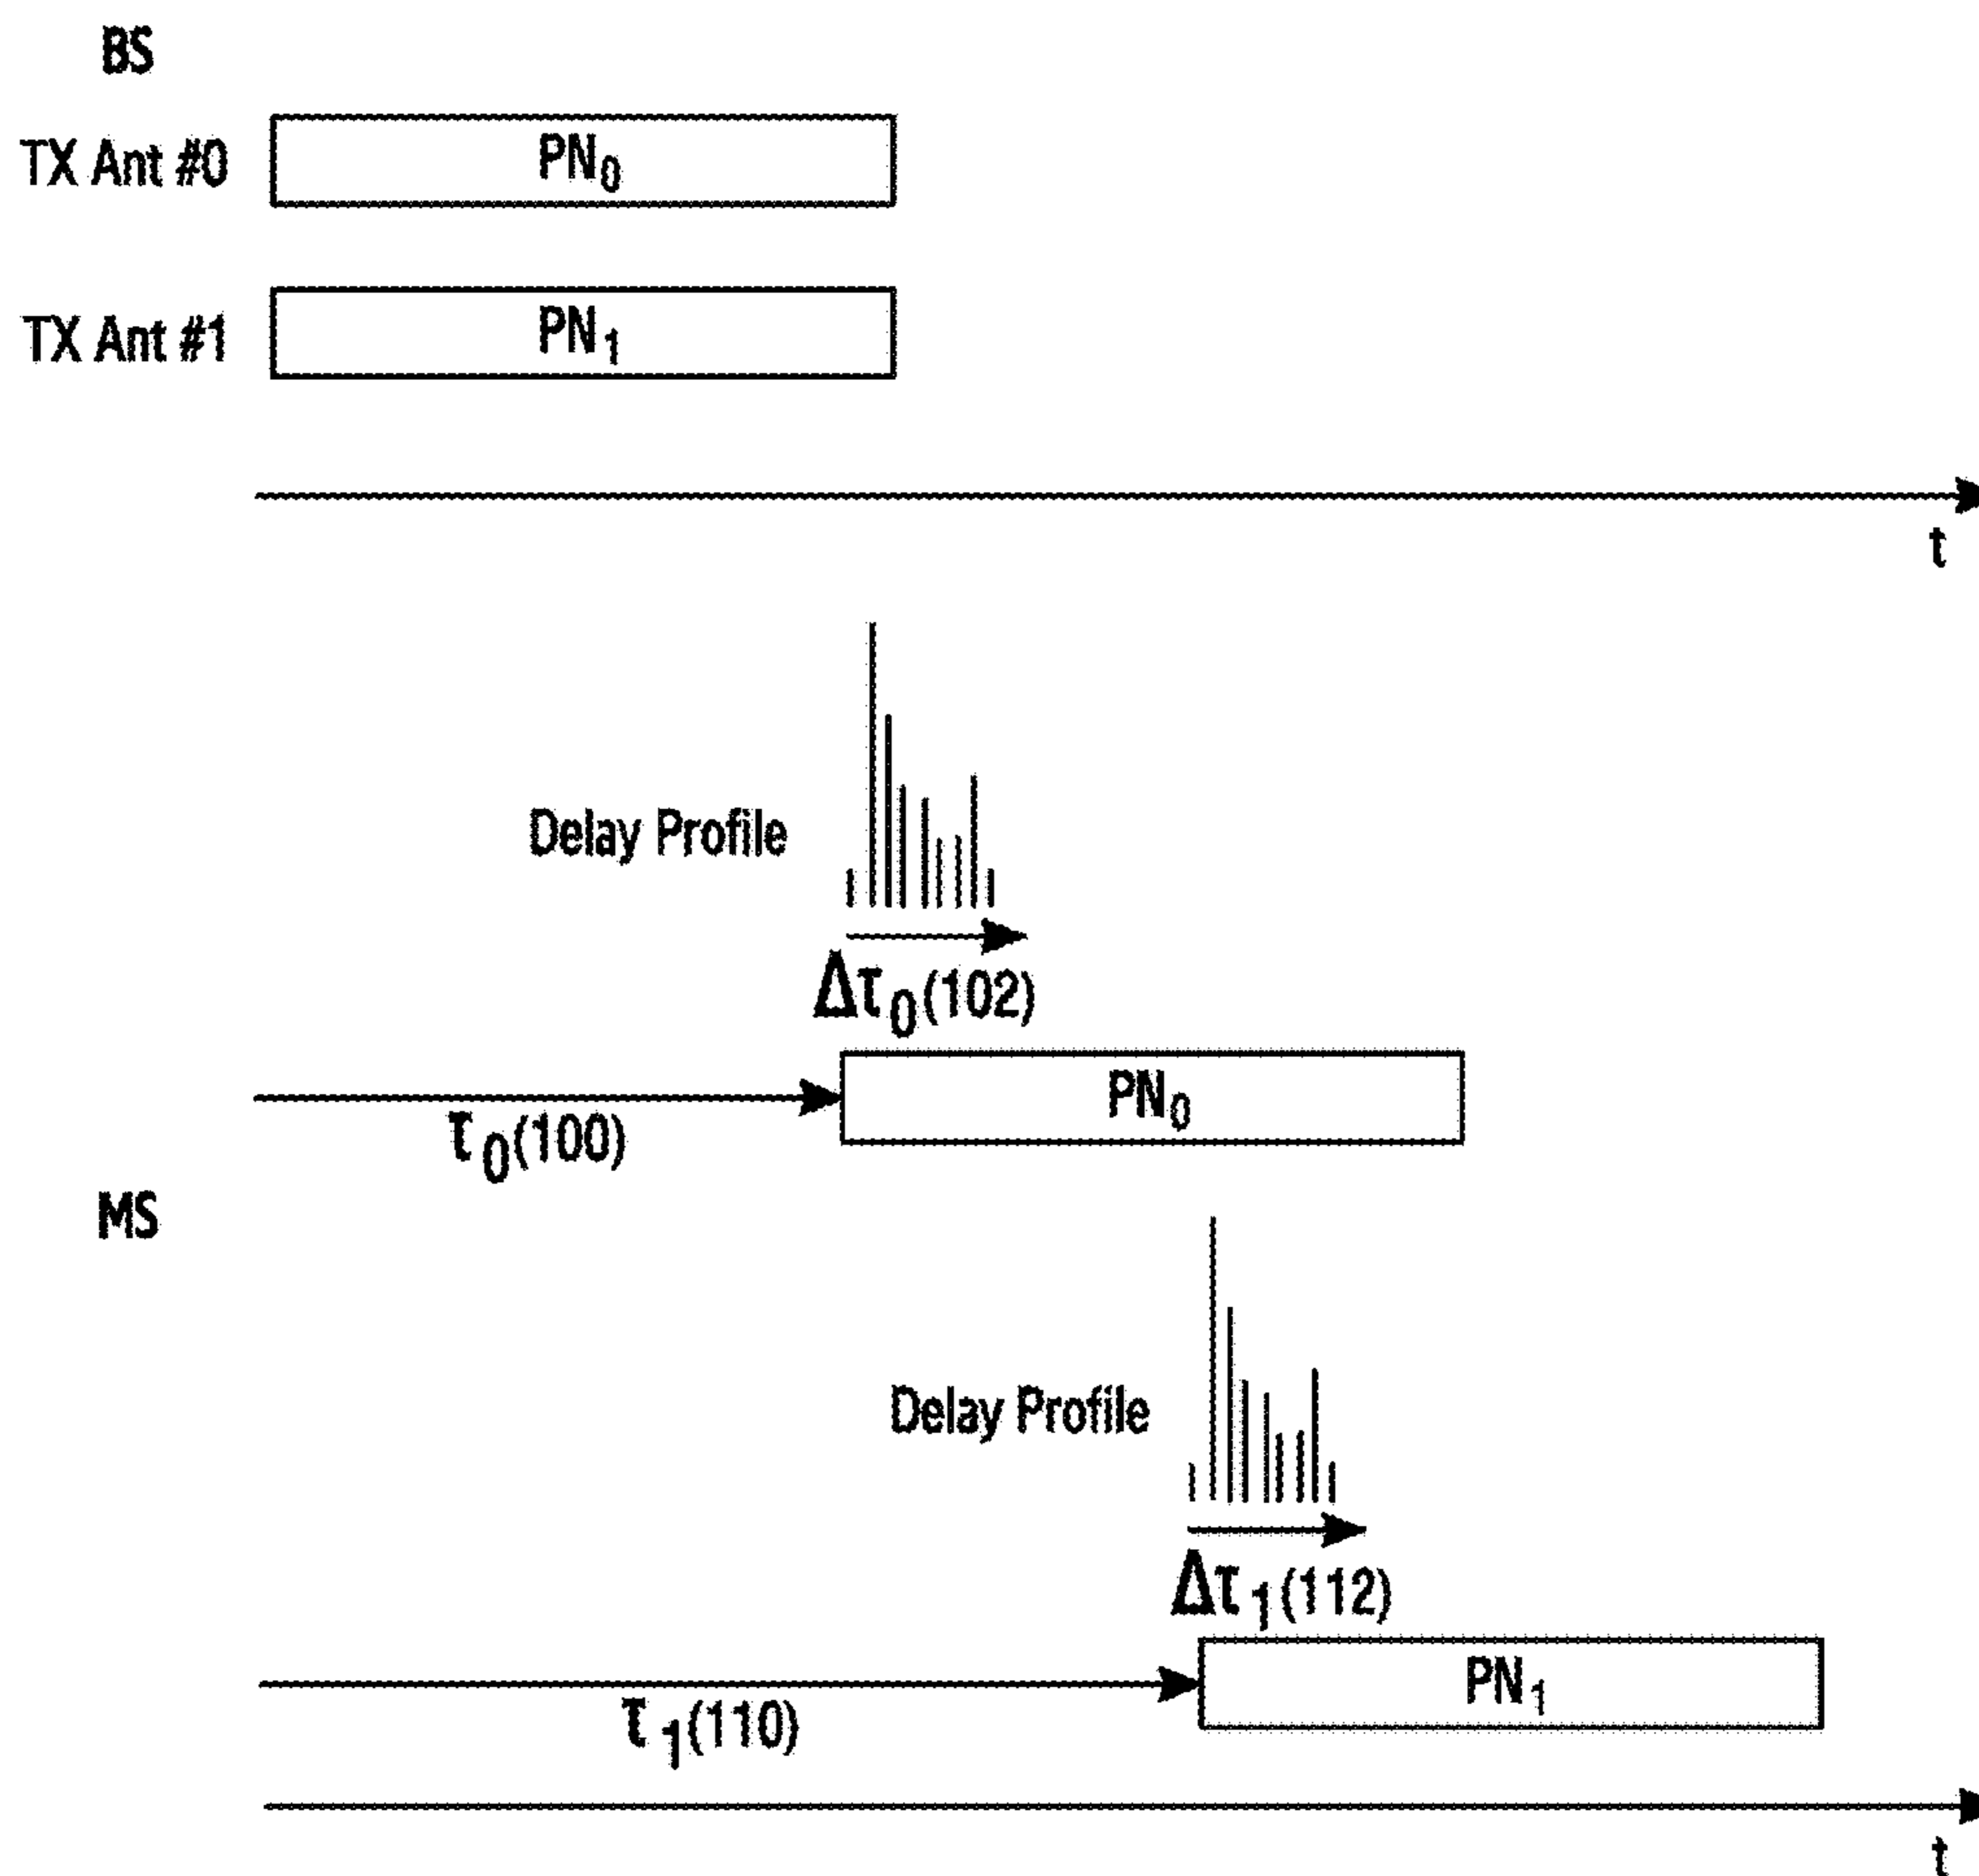 BS
TX Ant #0
PN0
TX Ant #1
PN1
t
Delay Profile
Δτ0(102)
PN0
τ0(100)
MS
Delay Profile
Δτ1(112)
PN1
τ1(110)
t